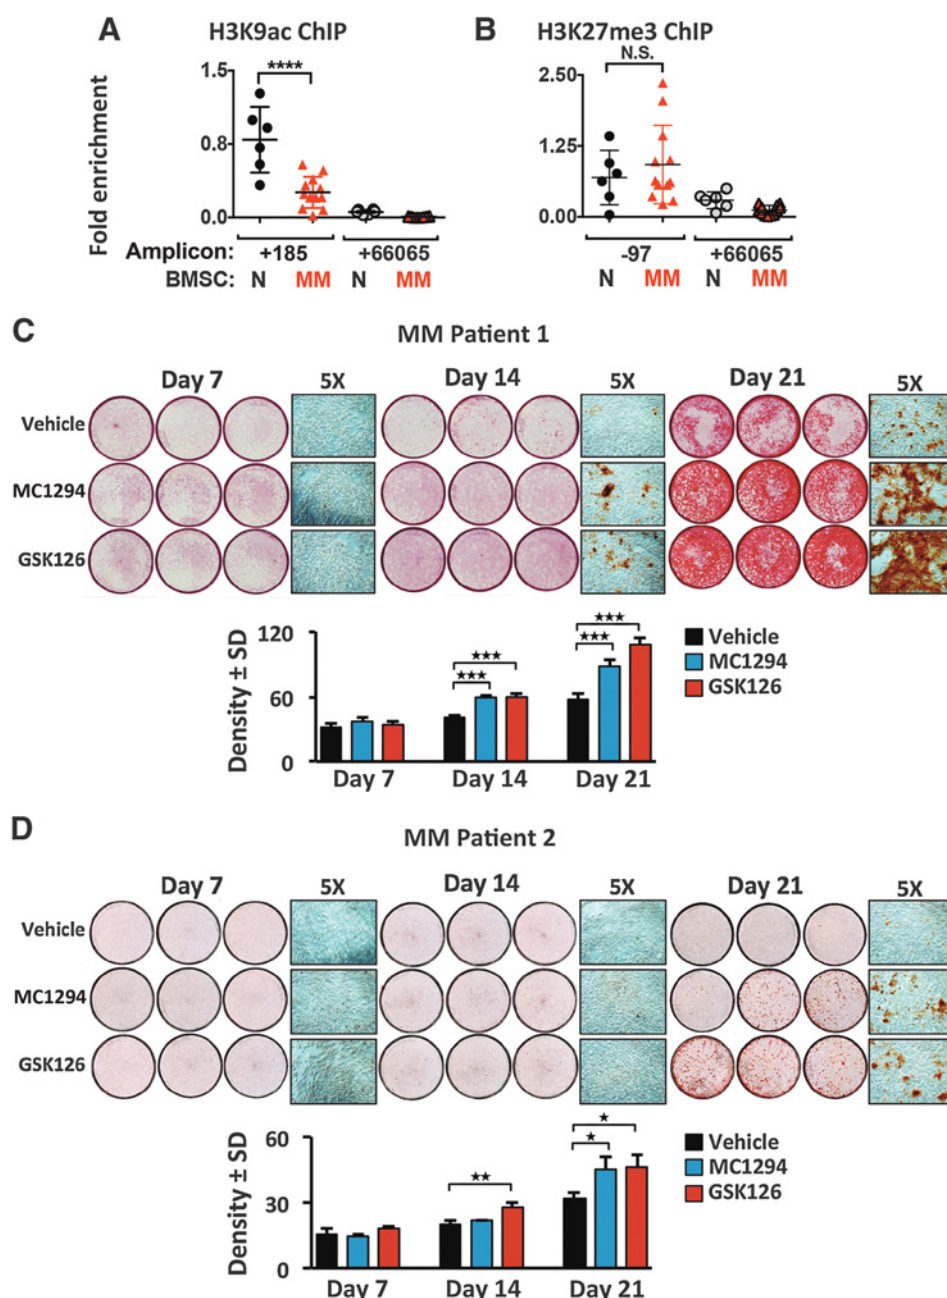 A H3K9ac ChIP
1.5
0.8
0.0
Fold enrichment
****
Amplicon: +185 +66065
BMSC: N MM N MM
B H3K27me3 ChIP
N.S.
2.50
1.25
0.00
-97 +66065
N MM N MM
C MM Patient 1
Day 7 5X Day 14 5X Day 21 5X
Vehicle
MC1294
GSK126
120
60
0
Density ± SD
★★★
★★★
★★★
★★★
Vehicle
MC1294
GSK126
Day 7 Day 14 Day 21
D MM Patient 2
Day 7 5X Day 14 5X Day 21 5X
Vehicle
MC1294
GSK126
60
30
0
Density ± SD
★★
★
★
Vehicle
MC1294
GSK126
Day 7 Day 14 Day 21